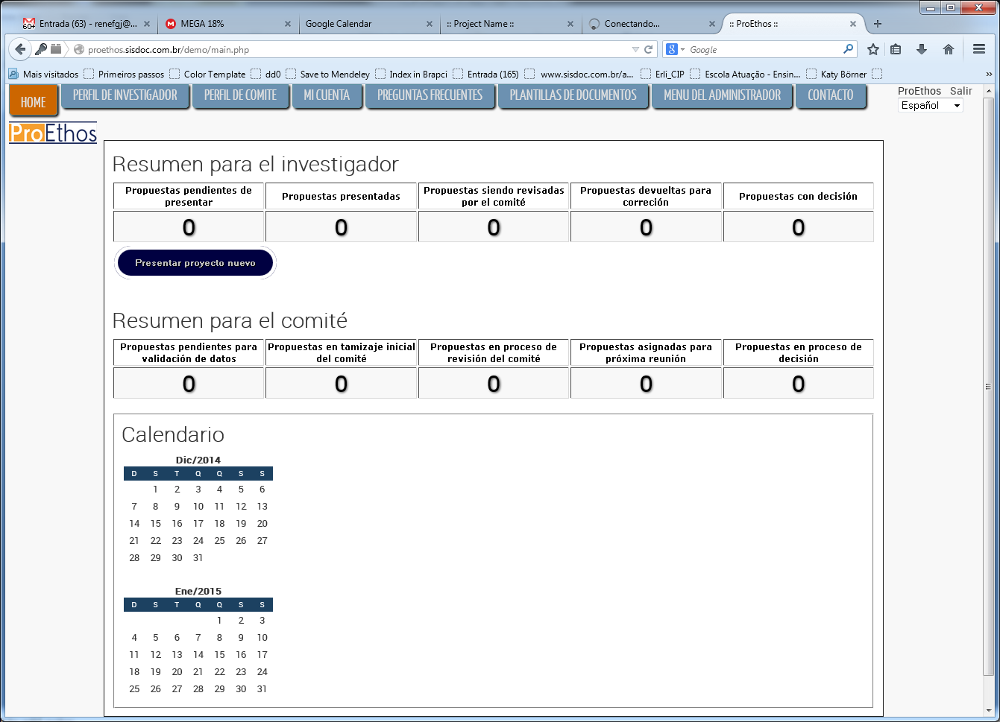 Entrada (63) - renefgj@...
MEGA 18%
Google Calendar
:: Project Name ::
Conectando...
:: ProEthos ::
60+
proethos.sisdoc.com.br/demo/main.php
Google
Mais visitados
Primeiros passos
Color Template
dd0
Save to Mendeley
Index in Brapci
Entrada (165)
www.sisdoc.com.br/a...
Erli_CIP
Escola Atuação - Ensin...
Katy Börner
HOME
PERFIL DE INVESTIGADOR
PERFIL DE COMITE
MI CUENTA
PREGUNTAS FRECUENTES
PLANTILLAS DE DOCUMENTOS
MENU DEL ADMINISTRADOR
CONTACTO
ProEthos Salir
Español
ProEthos
Resumen para el investigador
Propuestas pendientes de presentar
Propuestas presentadas
Propuestas siendo revisadas por el comité
Propuestas devueltas para correción
Propuestas con decisión
0 0 0 0 0
Presentar proyecto nuevo
Resumen para el comité
Propuestas pendientes para validación de datos
Propuestas en tamizaje inicial del comité
Propuestas en proceso de revisión del comité
Propuestas asignadas para próxima reunión
Propuestas en proceso de decisión
0 0 0 0 0
Calendario
Dic/2014
D S T Q Q S S
1 2 3 4 5 6
7 8 9 10 11 12 13
14 15 16 17 18 19 20
21 22 23 24 25 26 27
28 29 30 31
Ene/2015
D S T Q Q S S
1 2 3
4 5 6 7 8 9 10
11 12 13 14 15 16 17
18 19 20 21 22 23 24
25 26 27 28 29 30 31